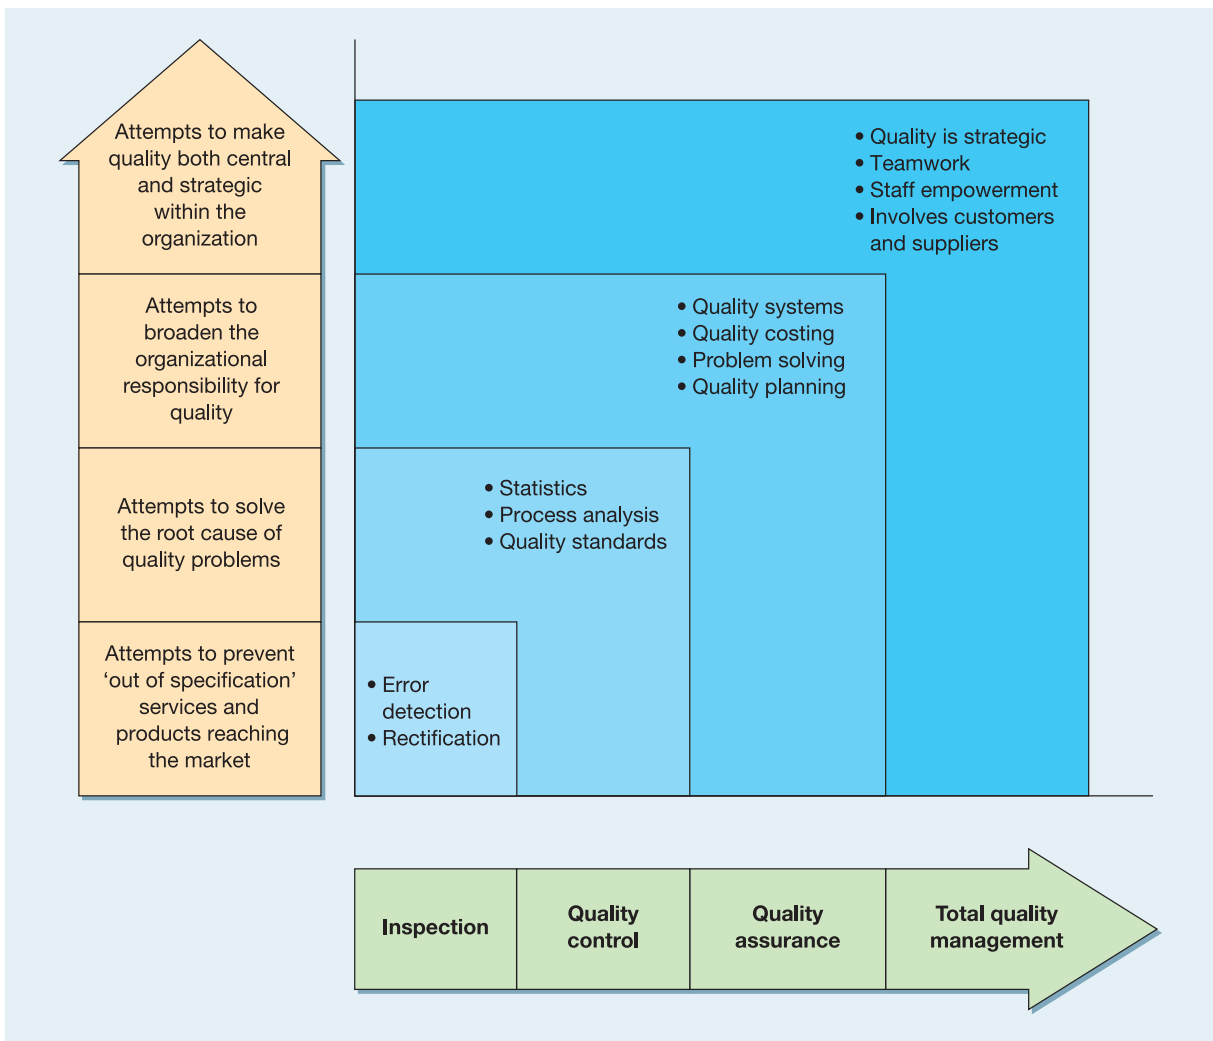 Attempts to make
quality both central
and strategic
within the
organization
• Quality is strategic
• Teamwork
• Staff empowerment
• Involves customers
and suppliers
Attempts to
broaden the
organizational
responsibility for
quality
• Quality systems
• Quality costing
• Problem solving
• Quality planning
Attempts to solve
the root cause of
quality problems
• Statistics
• Process analysis
• Quality standards
Attempts to prevent
‘out of specification’
services and
products reaching
the market
• Error
detection
• Rectification
Inspection
Quality
control
Quality
assurance
Total quality
management